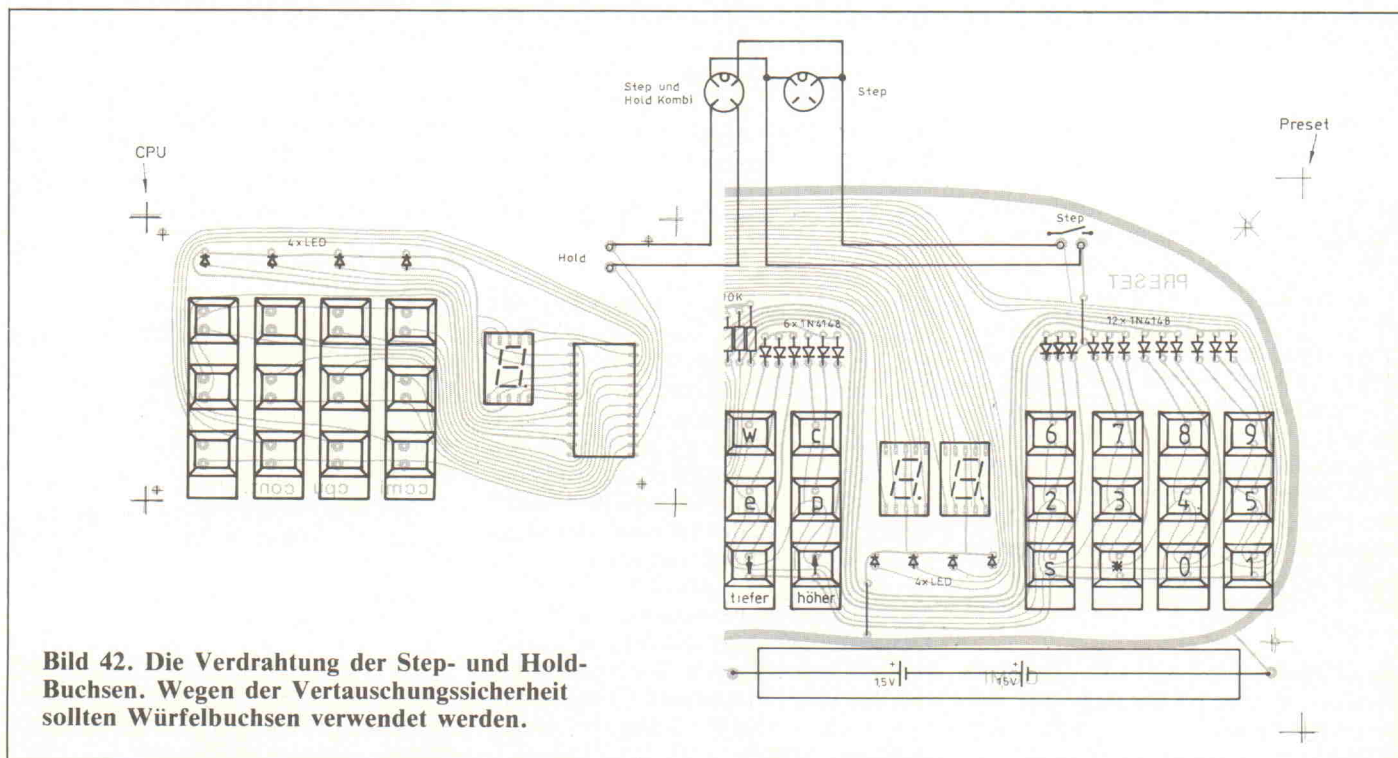 Step und
Hold Kombi
Step
CPU
Preset
4 x LED
Hold
Step
PRESET
10K
6 x 1N4148
12 x 1N4148
W
C
6
7
8
9
e
p
2
3
4
5
s
*
0
1
tiefer
höher
4 x LED
cont
cpu
1,5V
+
1,5V
+
Bild 42. Die Verdrahtung der Step- und Hold-
Buchsen. Wegen der Vertauschungssicherheit
sollten Würfelbuchsen verwendet werden.